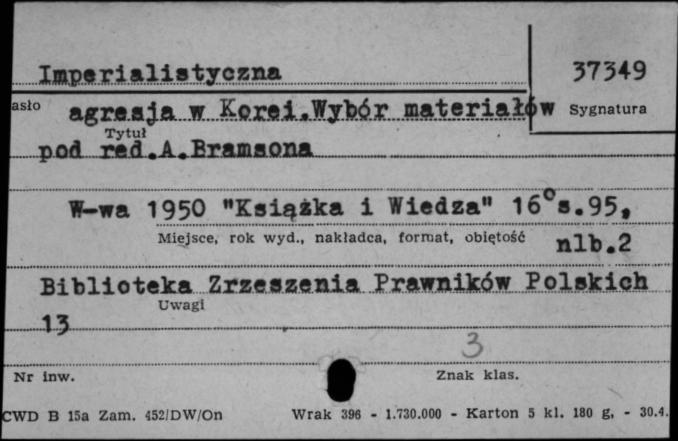 Imperialistyczna
37349
asło
agresja w Korei.Wybór materiałów
Sygnatura
Tytuł
pod red.A.Bramsona
W-wa 1950 "Książka i Wiedza" 16°s.95,
Miejsce, rok wyd., nakładca, format, objętość
nlb.2
Biblioteka Zrzeszenia Prawników Polskich
Uwagi
13
3
Nr inw.
Znak klas.
CWD B 15a Zam. 452/DW/On
Wrak 396 - 1.730.000 - Karton 5 kl. 180 g. - 30.4.